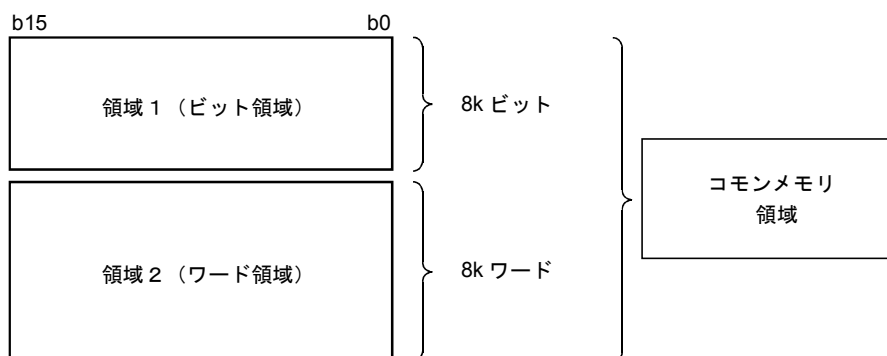 b15 b0
領域１（ビット領域）
8k ビット
領域２（ワード領域）
8k ワード
コモンメモリ
領域